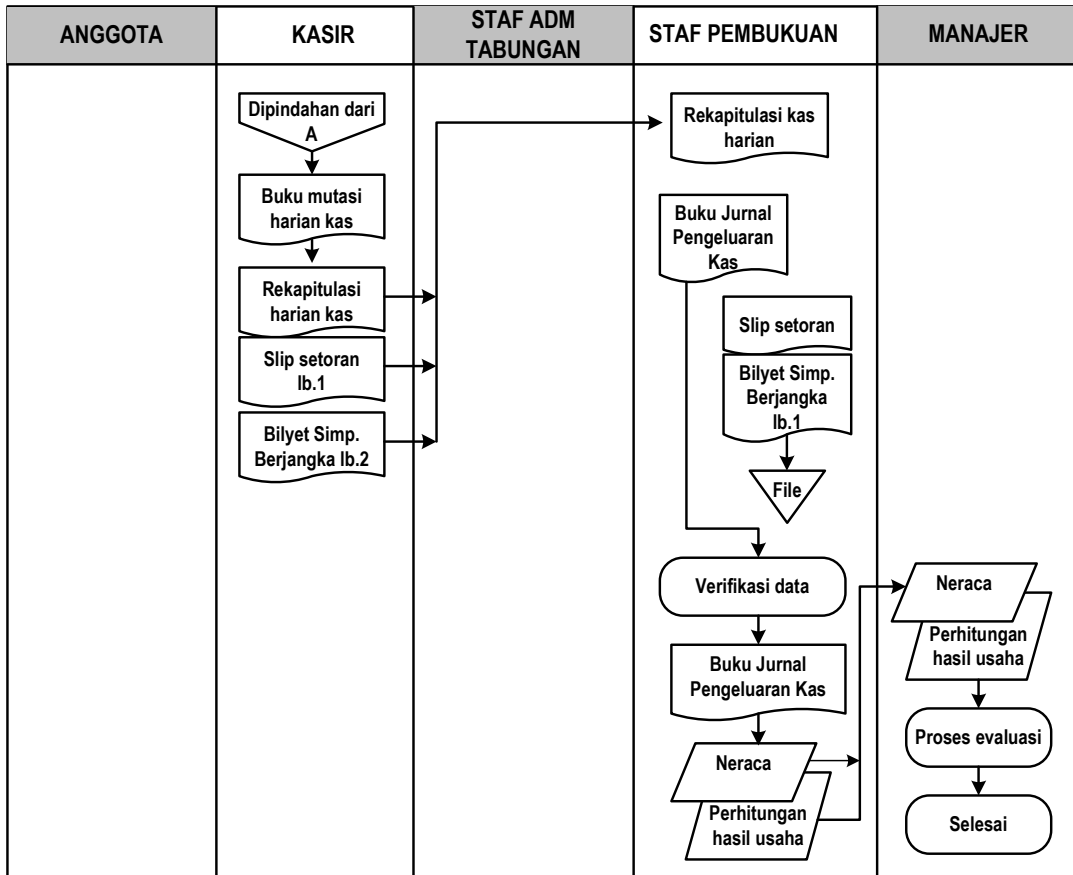 ANGGOTA
KASIR
STAF ADM
TABUNGAN
STAF PEMBUKUAN
MANAJER
Dipindahan dari
A
Buku mutasi
harian kas
Rekapitulasi
harian kas
Slip setoran
lb.1
Bilyet Simp.
Berjangka lb.2
Rekapitulasi kas
harian
Buku Jurnal
Pengeluaran
Kas
Slip setoran
Bilyet Simp.
Berjangka
lb.1
File
Verifikasi data
Buku Jurnal
Pengeluaran Kas
Neraca
Perhitungan
hasil usaha
Neraca
Perhitungan
hasil usaha
Proses evaluasi
Selesai